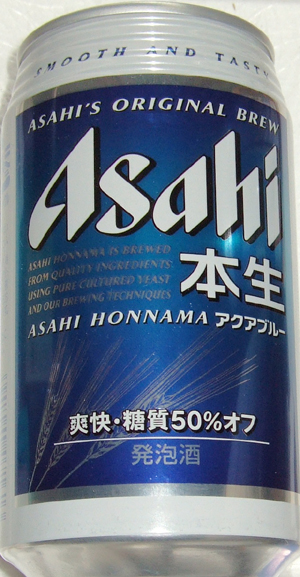 SMOOTH AND TASTY
ASAHI'S ORIGINAL BREW
Asahi
ASAHI HONNAMA IS BREWED
FROM QUALITY INGREDIENTS
USING PURE CULTURED YEAST
AND OUR BREWING TECHNIQUES
本生
ASAHI HONNAMA アクアブルー
爽快・糖質50%オフ
発泡酒